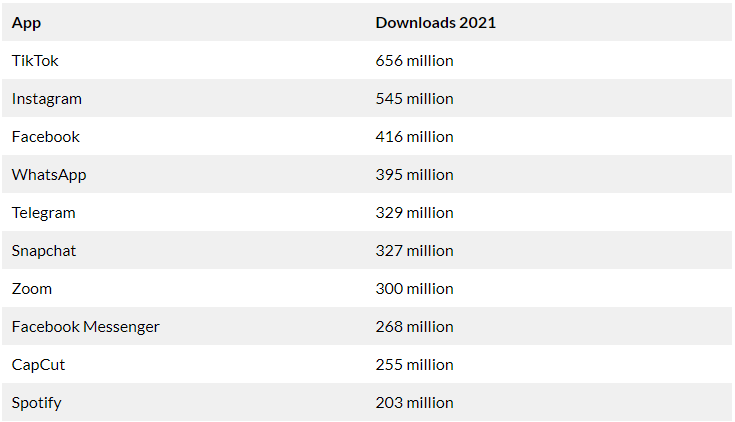 App Downloads 2021
TikTok 656 million
Instagram 545 million
Facebook 416 million
WhatsApp 395 million
Telegram 329 million
Snapchat 327 million
Zoom 300 million
Facebook Messenger 268 million
CapCut 255 million
Spotify 203 million